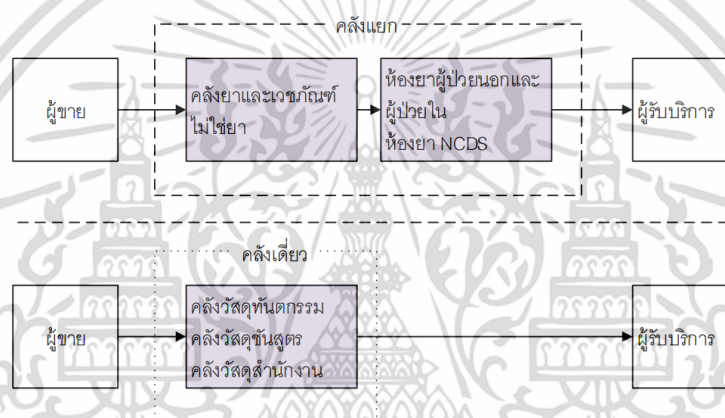 คลังแยก
ผู้ขาย
คลังยาและเวชภัณฑ์
ไม่ใช่ยา
ห้องยาผู้ป่วยนอกและ
ผู้ป่วยใน
ห้องยา NCDS
ผู้รับบริการ
คลังเดี่ยว
ผู้ขาย
คลังวัสดุทันตกรรม
คลังวัสดุชันสูตร
คลังวัสดุสำนักงาน
ผู้รับบริการ